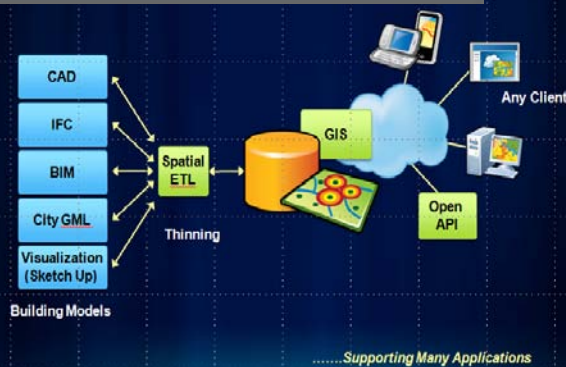 CAD
IFC
BIM
City GML
Visualization
(Sketch Up)
Building Models
Spatial
ETL
Thinning
GIS
Any Client
Open
API
.......Supporting Many Applications